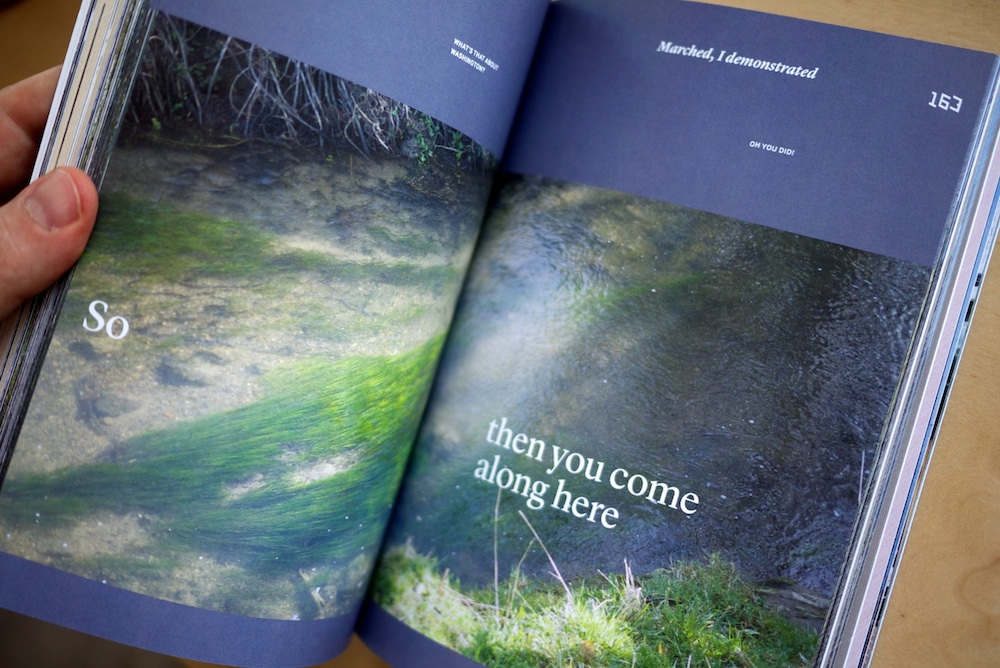 WHAT'S THAT ABOUT
WASHINGTON?
So
Marched, I demonstrated
163
OH YOU DID!
then you come
along here